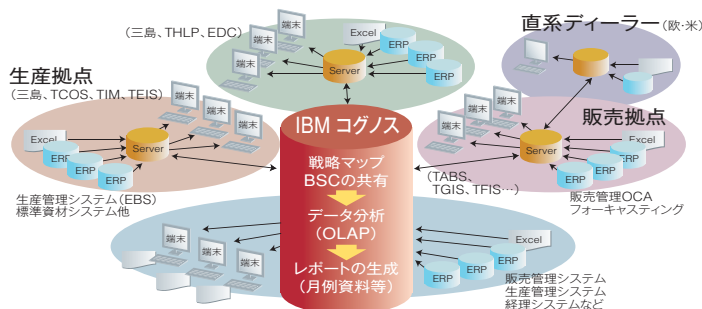 (三島、THLP、EDC)
端末
端末
端末
Server
Excel
ERP
ERP
ERP
直系ディーラー(欧・米)
生産拠点
(三島、TCOS、TIM、TEIS)
端末
端末
端末
Excel
ERP
ERP
ERP
Server
生産管理システム(EBS)
標準資材システム他
IBM コグノス
戦略マップ
BSCの共有
データ分析
(OLAP)
レポートの生成
(月例資料等)
販売拠点
端末
端末
端末
Server
Excel
ERP
ERP
ERP
(TABS、
TGIS、TFIS…)
販売管理OCA
フォーキャスティング
端末
端末
端末
Excel
ERP
ERP
ERP
販売管理システム
生産管理システム
経理システムなど